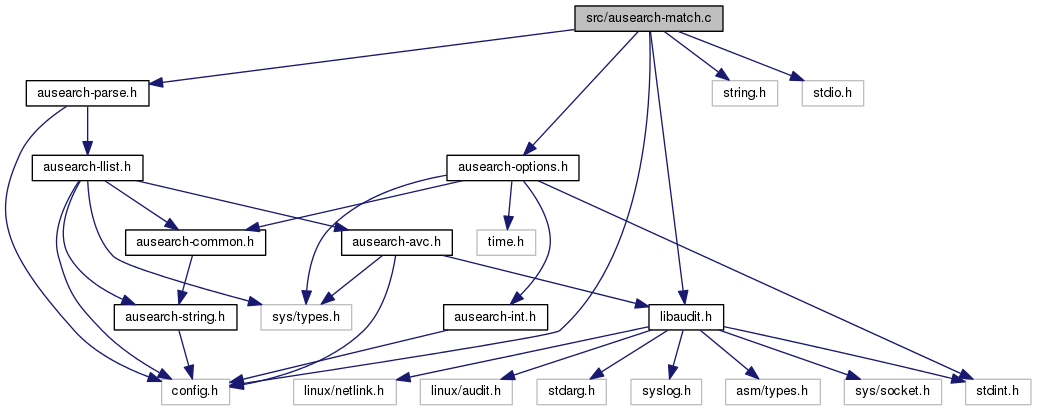 src/ausearch-match.c
ausearch-parse.h
string.h
stdio.h
ausearch-llist.h
ausearch-options.h
ausearch-common.h
ausearch-avc.h
time.h
ausearch-string.h
sys/types.h
ausearch-int.h
libaudit.h
config.h
linux/netlink.h
linux/audit.h
stdarg.h
syslog.h
asm/types.h
sys/socket.h
stdint.h